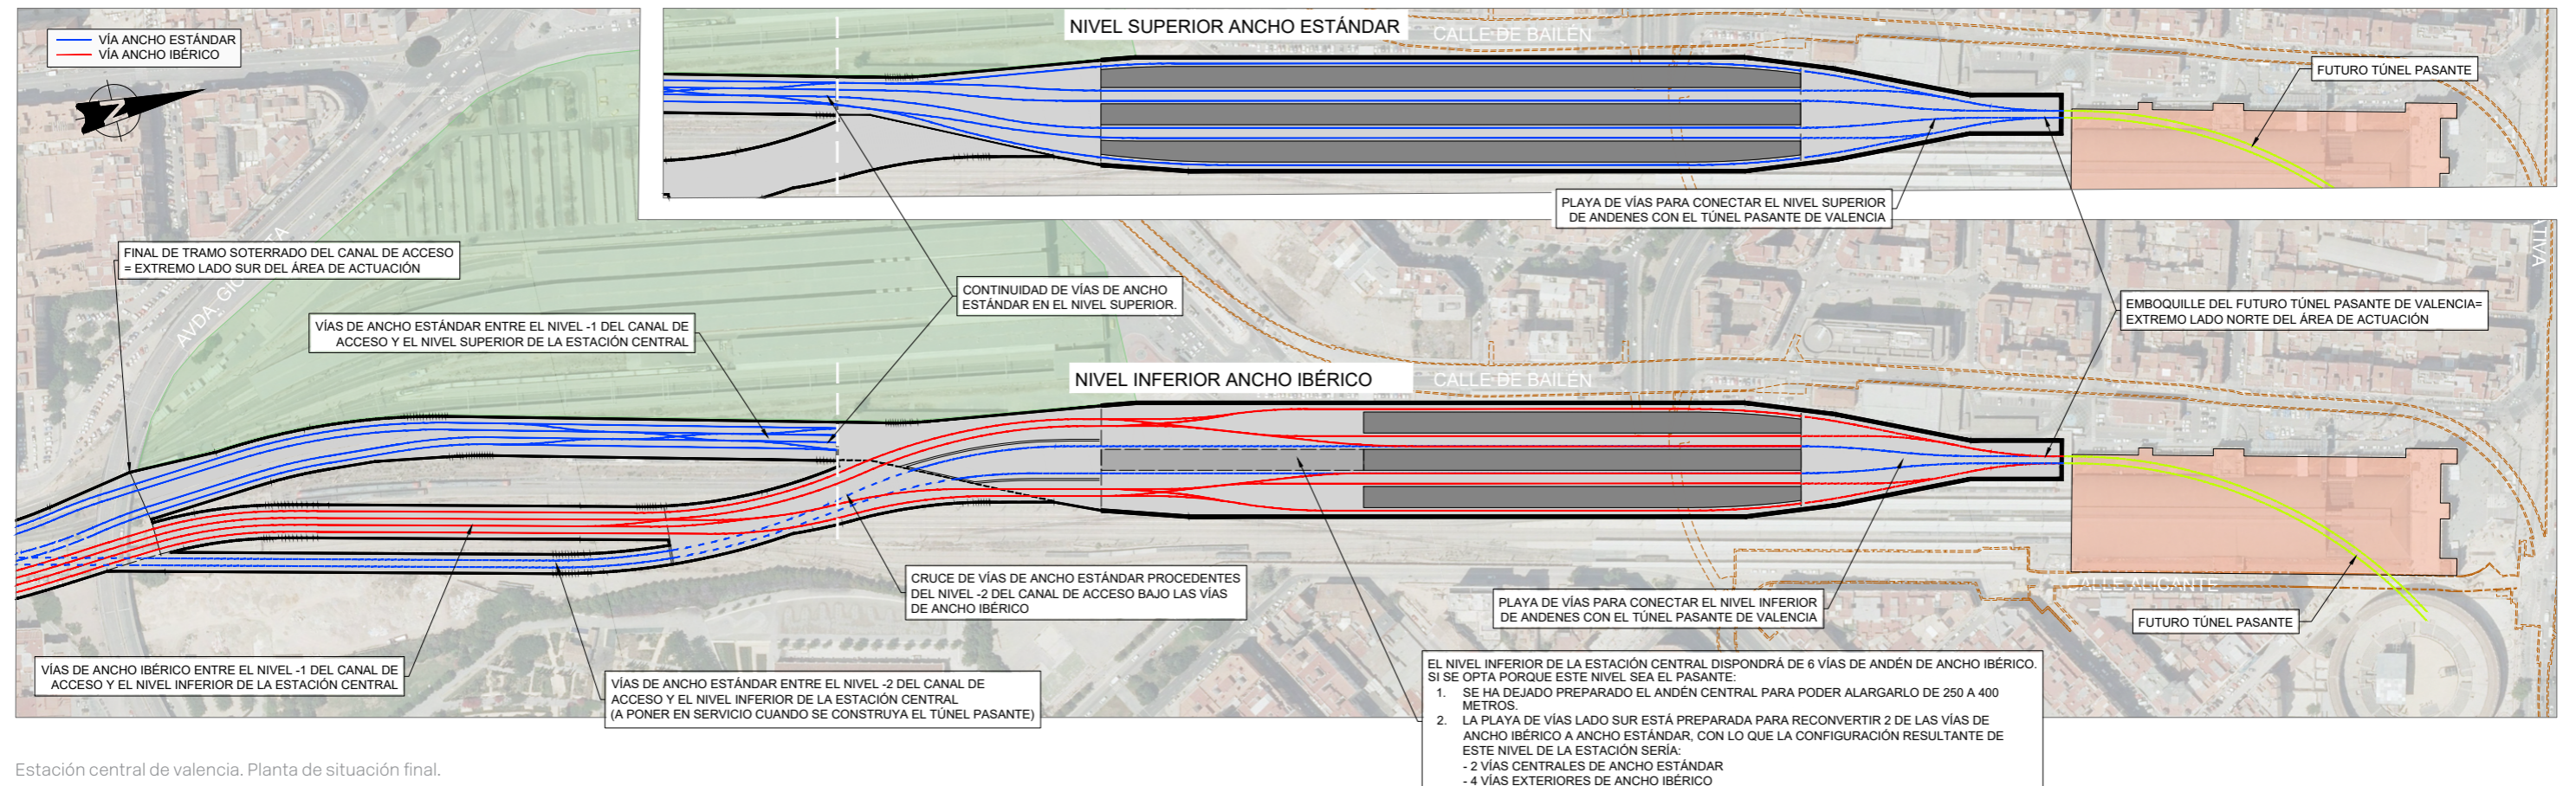 VÍA ANCHO ESTÁNDAR
VÍA ANCHO IBÉRICO
N
NIVEL SUPERIOR ANCHO ESTÁNDAR
CALLE DE BAILÉN
FUTURO TÚNEL PASANTE
PLAYA DE VÍAS PARA CONECTAR EL NIVEL SUPERIOR
DE ANDENES CON EL TÚNEL PASANTE DE VALENCIA
FINAL DE TRAMO SOTERRADO DEL CANAL DE ACCESO
= EXTREMO LADO SUR DEL ÁREA DE ACTUACIÓN
AVDA.
CONTINUIDAD DE VÍAS DE ANCHO
ESTÁNDAR EN EL NIVEL SUPERIOR.
EMBOQUILLE DEL FUTURO TÚNEL PASANTE DE VALENCIA=
EXTREMO LADO NORTE DEL ÁREA DE ACTUACIÓN
ÁTIVA
VÍAS DE ANCHO ESTÁNDAR ENTRE EL NIVEL -1 DEL CANAL DE
ACCESO Y EL NIVEL SUPERIOR DE LA ESTACIÓN CENTRAL
NIVEL INFERIOR ANCHO IBÉRICO
CALLE DE BAILÉN
CRUCE DE VÍAS DE ANCHO ESTÁNDAR PROCEDENTES
DEL NIVEL -2 DEL CANAL DE ACCESO BAJO LAS VÍAS
DE ANCHO IBÉRICO
CALLE ALICANTE
PLAYA DE VÍAS PARA CONECTAR EL NIVEL INFERIOR
DE ANDENES CON EL TÚNEL PASANTE DE VALENCIA
FUTURO TÚNEL PASANTE
VÍAS DE ANCHO IBÉRICO ENTRE EL NIVEL -1 DEL CANAL DE
ACCESO Y EL NIVEL INFERIOR DE LA ESTACIÓN CENTRAL
VÍAS DE ANCHO ESTÁNDAR ENTRE EL NIVEL -2 DEL CANAL DE
ACCESO Y EL NIVEL INFERIOR DE LA ESTACIÓN CENTRAL
(A PONER EN SERVICIO CUANDO SE CONSTRUYA EL TÚNEL PASANTE)
EL NIVEL INFERIOR DE LA ESTACIÓN CENTRAL DISPONDRÁ DE 6 VÍAS DE ANDÉN DE ANCHO IBÉRICO.
SI SE OPTA PORQUE ESTE NIVEL SEA EL PASANTE:
1. SE HA DEJADO PREPARADO EL ANDÉN CENTRAL PARA PODER ALARGARLO DE 250 A 400
METROS.
2. LA PLAYA DE VÍAS LADO SUR ESTÁ PREPARADA PARA RECONVERTIR 2 DE LAS VÍAS DE
ANCHO IBÉRICO A ANCHO ESTÁNDAR, CON LO QUE LA CONFIGURACIÓN RESULTANTE DE
ESTE NIVEL DE LA ESTACIÓN SERÍA:
- 2 VÍAS CENTRALES DE ANCHO ESTÁNDAR
- 4 VÍAS EXTERIORES DE ANCHO IBÉRICO
Estación central de valencia. Planta de situación final.